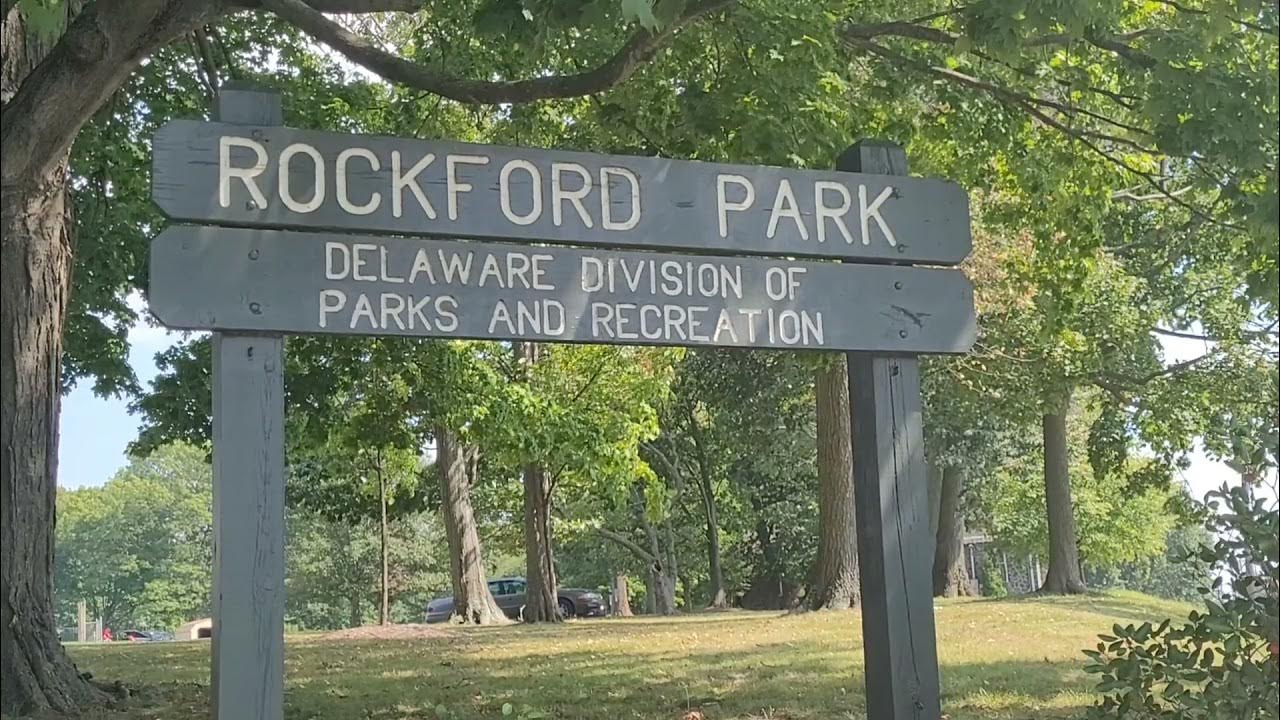 ROCKFORD PARK
DELAWARE DIVISION OF
PARKS AND RECREATION